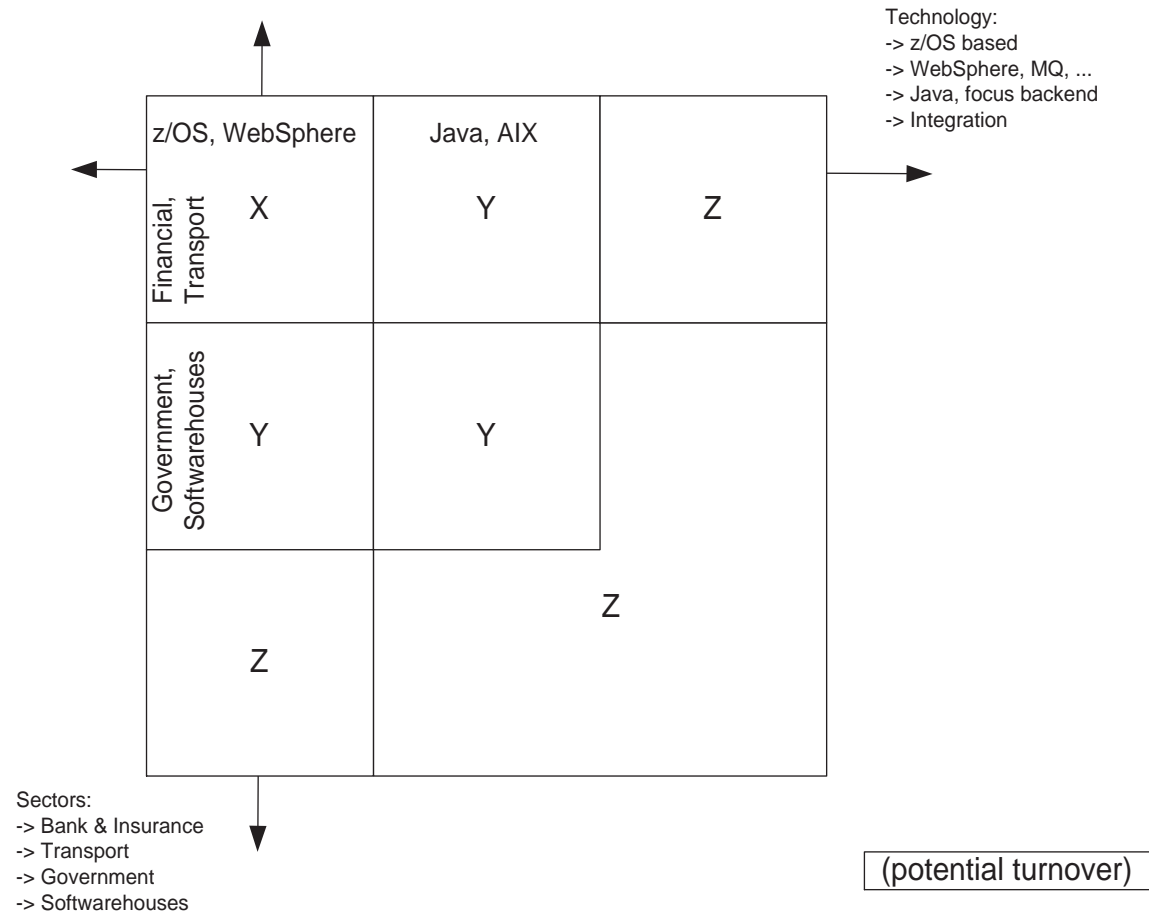 Technology:
-> z/OS based
-> WebSphere, MQ, ...
-> Java, focus backend
-> Integration
z/OS, WebSphere
Java, AIX
Financial,
Transport
X
Y
Z
Government,
Softwarehouses
Y
Y
Z
Z
Sectors:
-> Bank & Insurance
-> Transport
-> Government
-> Softwarehouses
(potential turnover)